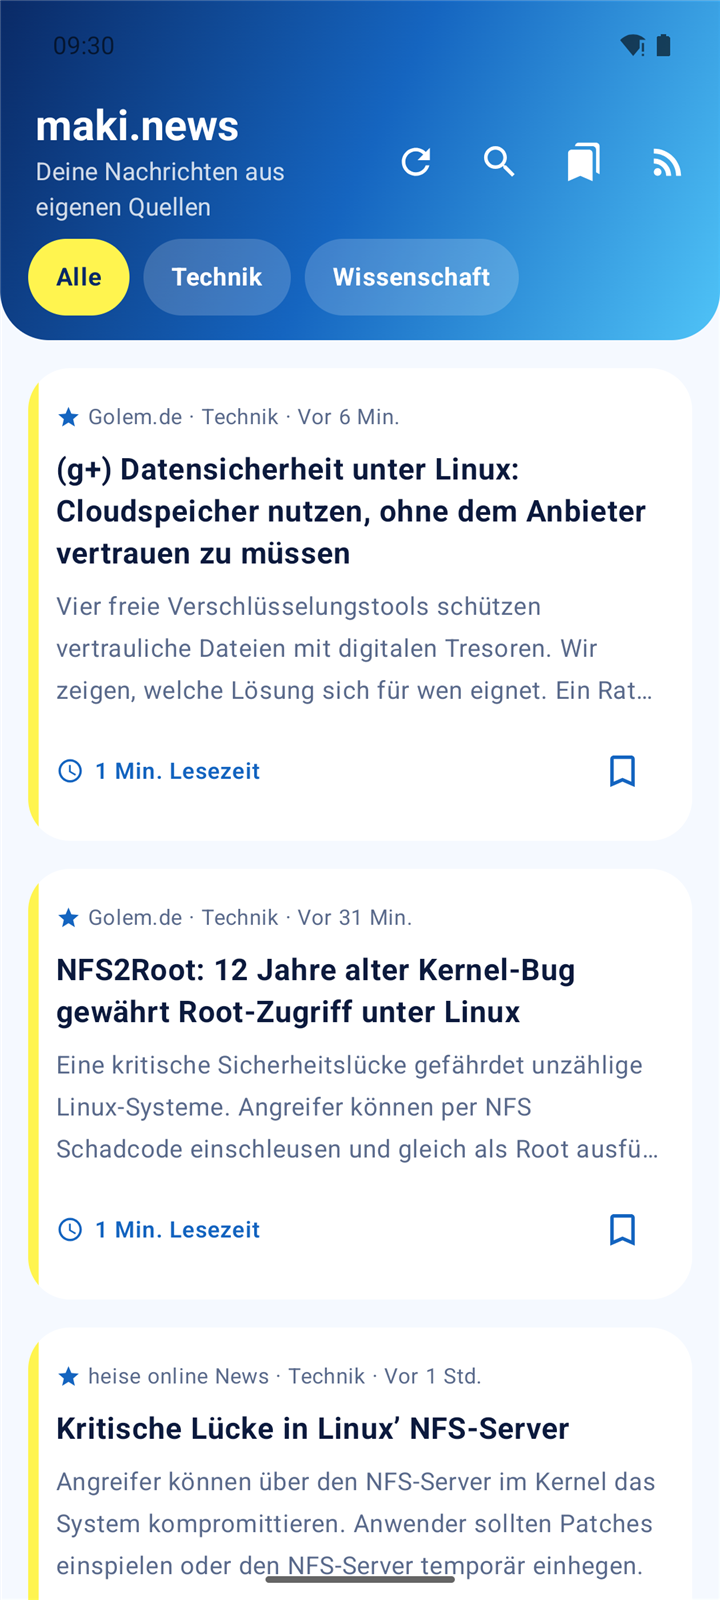 09:30
maki.news
Deine Nachrichten aus
eigenen Quellen
Alle
Technik
Wissenschaft
Golem.de · Technik · Vor 6 Min.
(g+) Datensicherheit unter Linux:
Cloudspeicher nutzen, ohne dem Anbieter
vertrauen zu müssen
Vier freie Verschlüsselungstools schützen
vertrauliche Dateien mit digitalen Tresoren. Wir
zeigen, welche Lösung sich für wen eignet. Ein Rat…
1 Min. Lesezeit
Golem.de · Technik · Vor 31 Min.
NFS2Root: 12 Jahre alter Kernel-Bug
gewährt Root-Zugriff unter Linux
Eine kritische Sicherheitslücke gefährdet unzählige
Linux-Systeme. Angreifer können per NFS
Schadcode einschleusen und gleich als Root ausfü…
1 Min. Lesezeit
heise online News · Technik · Vor 1 Std.
Kritische Lücke in Linux’ NFS-Server
Angreifer können über den NFS-Server im Kernel das
System kompromittieren. Anwender sollten Patches
einspielen oder den NFS-Server temporär einhegen.